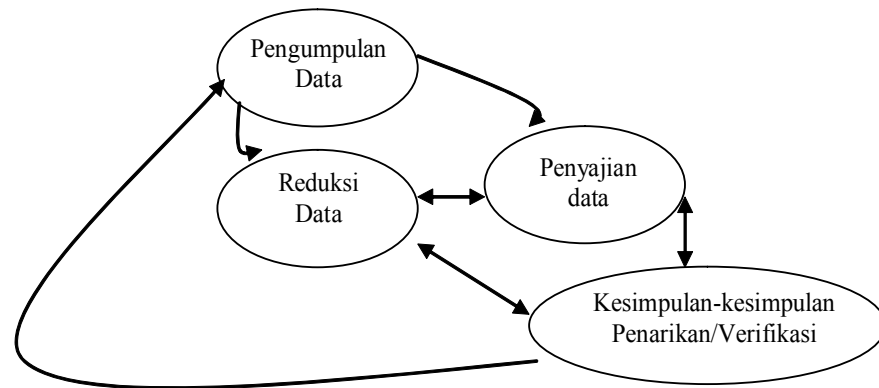 Pengumpulan
Data
Reduksi
Data
Penyajian
data
Kesimpulan-kesimpulan
Penarikan/Verifikasi